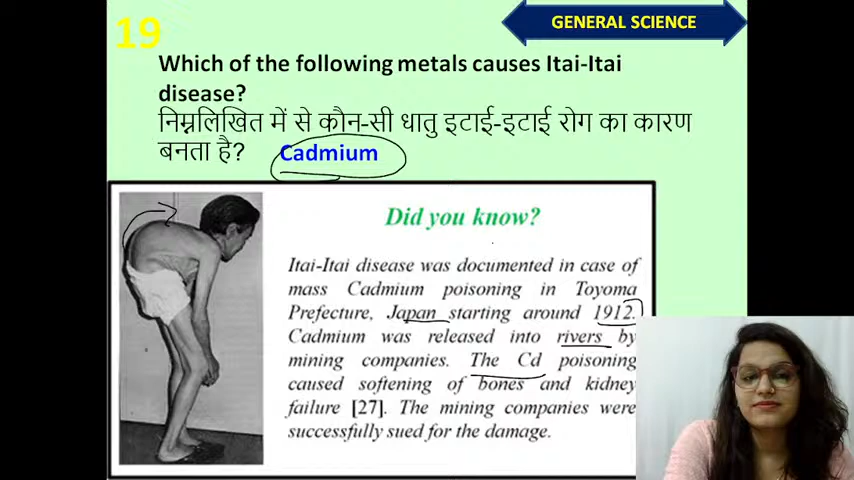 19
GENERAL SCIENCE
Which of the following metals causes Itai-Itai
disease?
निम्नलिखित में से कौन-सी धातु इटाई-इटाई रोग का कारण
बनता है? Cadmium
Did you know?
Itai-Itai disease was documented in case of
mass Cadmium poisoning in Toyoma
Prefecture, Japan starting around 1912.
Cadmium was released into rivers by
mining companies. The Cd poisoning
caused softening of bones and kidney
failure [27]. The mining companies were
successfully sued for the damage.